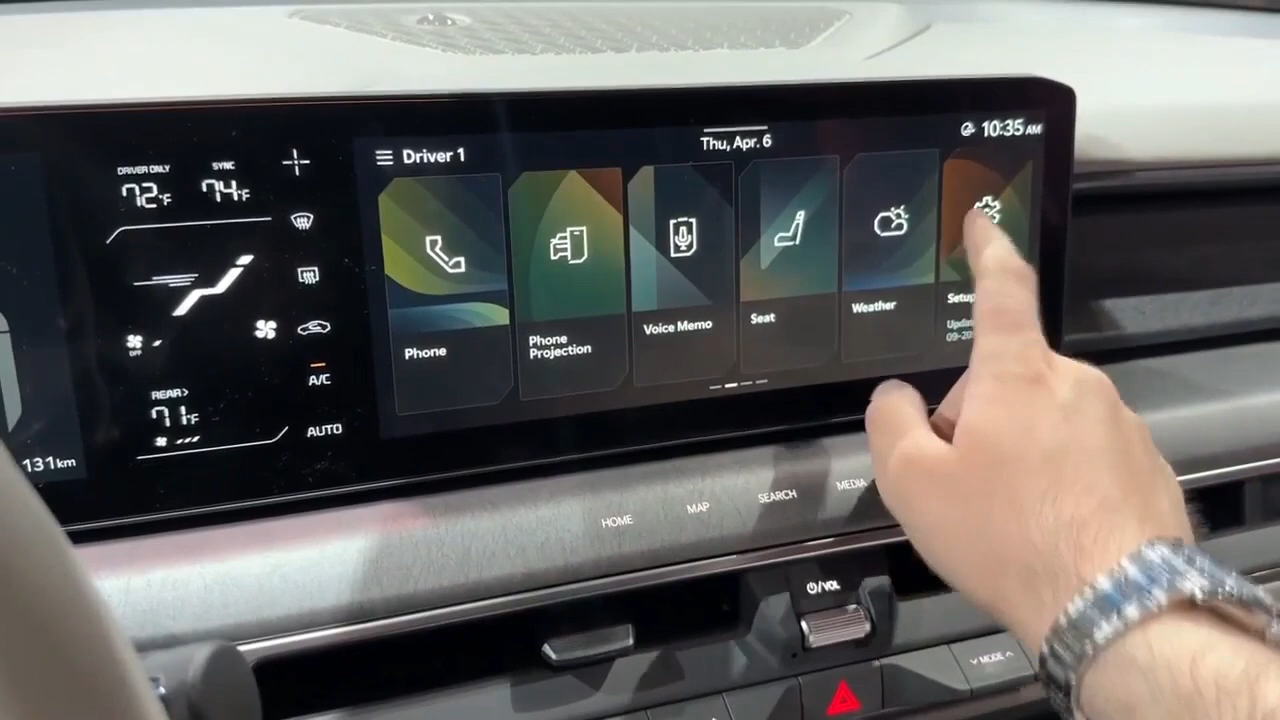 DRIVER ONLY
72°F
SYNC
74°F
OFF
A/C
REAR>
71°F
AUTO
131km
Driver 1
Thu, Apr. 6
10:35 AM
Phone
Phone
Projection
Voice Memo
Seat
Weather
Setup
09-20
HOME
MAP
SEARCH
MEDIA
/VOL
MODE